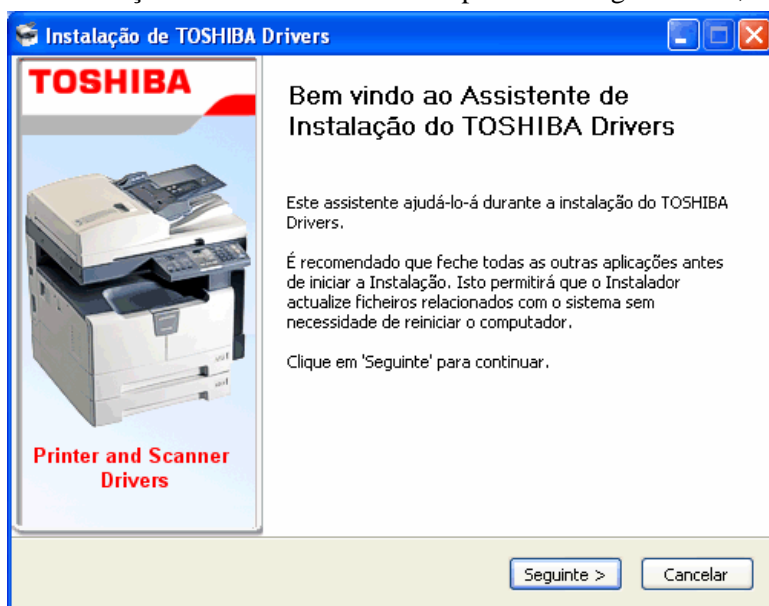 Instalação de TOSHIBA Drivers
TOSHIBA
Bem vindo ao Assistente de
Instalação do TOSHIBA Drivers
Este assistente ajudá-lo-á durante a instalação do TOSHIBA
Drivers.
É recomendado que feche todas as outras aplicações antes
de iniciar a Instalação. Isto permitirá que o Instalador
actualize ficheiros relacionados com o sistema sem
necessidade de reiniciar o computador.
Clique em 'Seguinte' para continuar.
Printer and Scanner
Drivers
Seguinte >
Cancelar